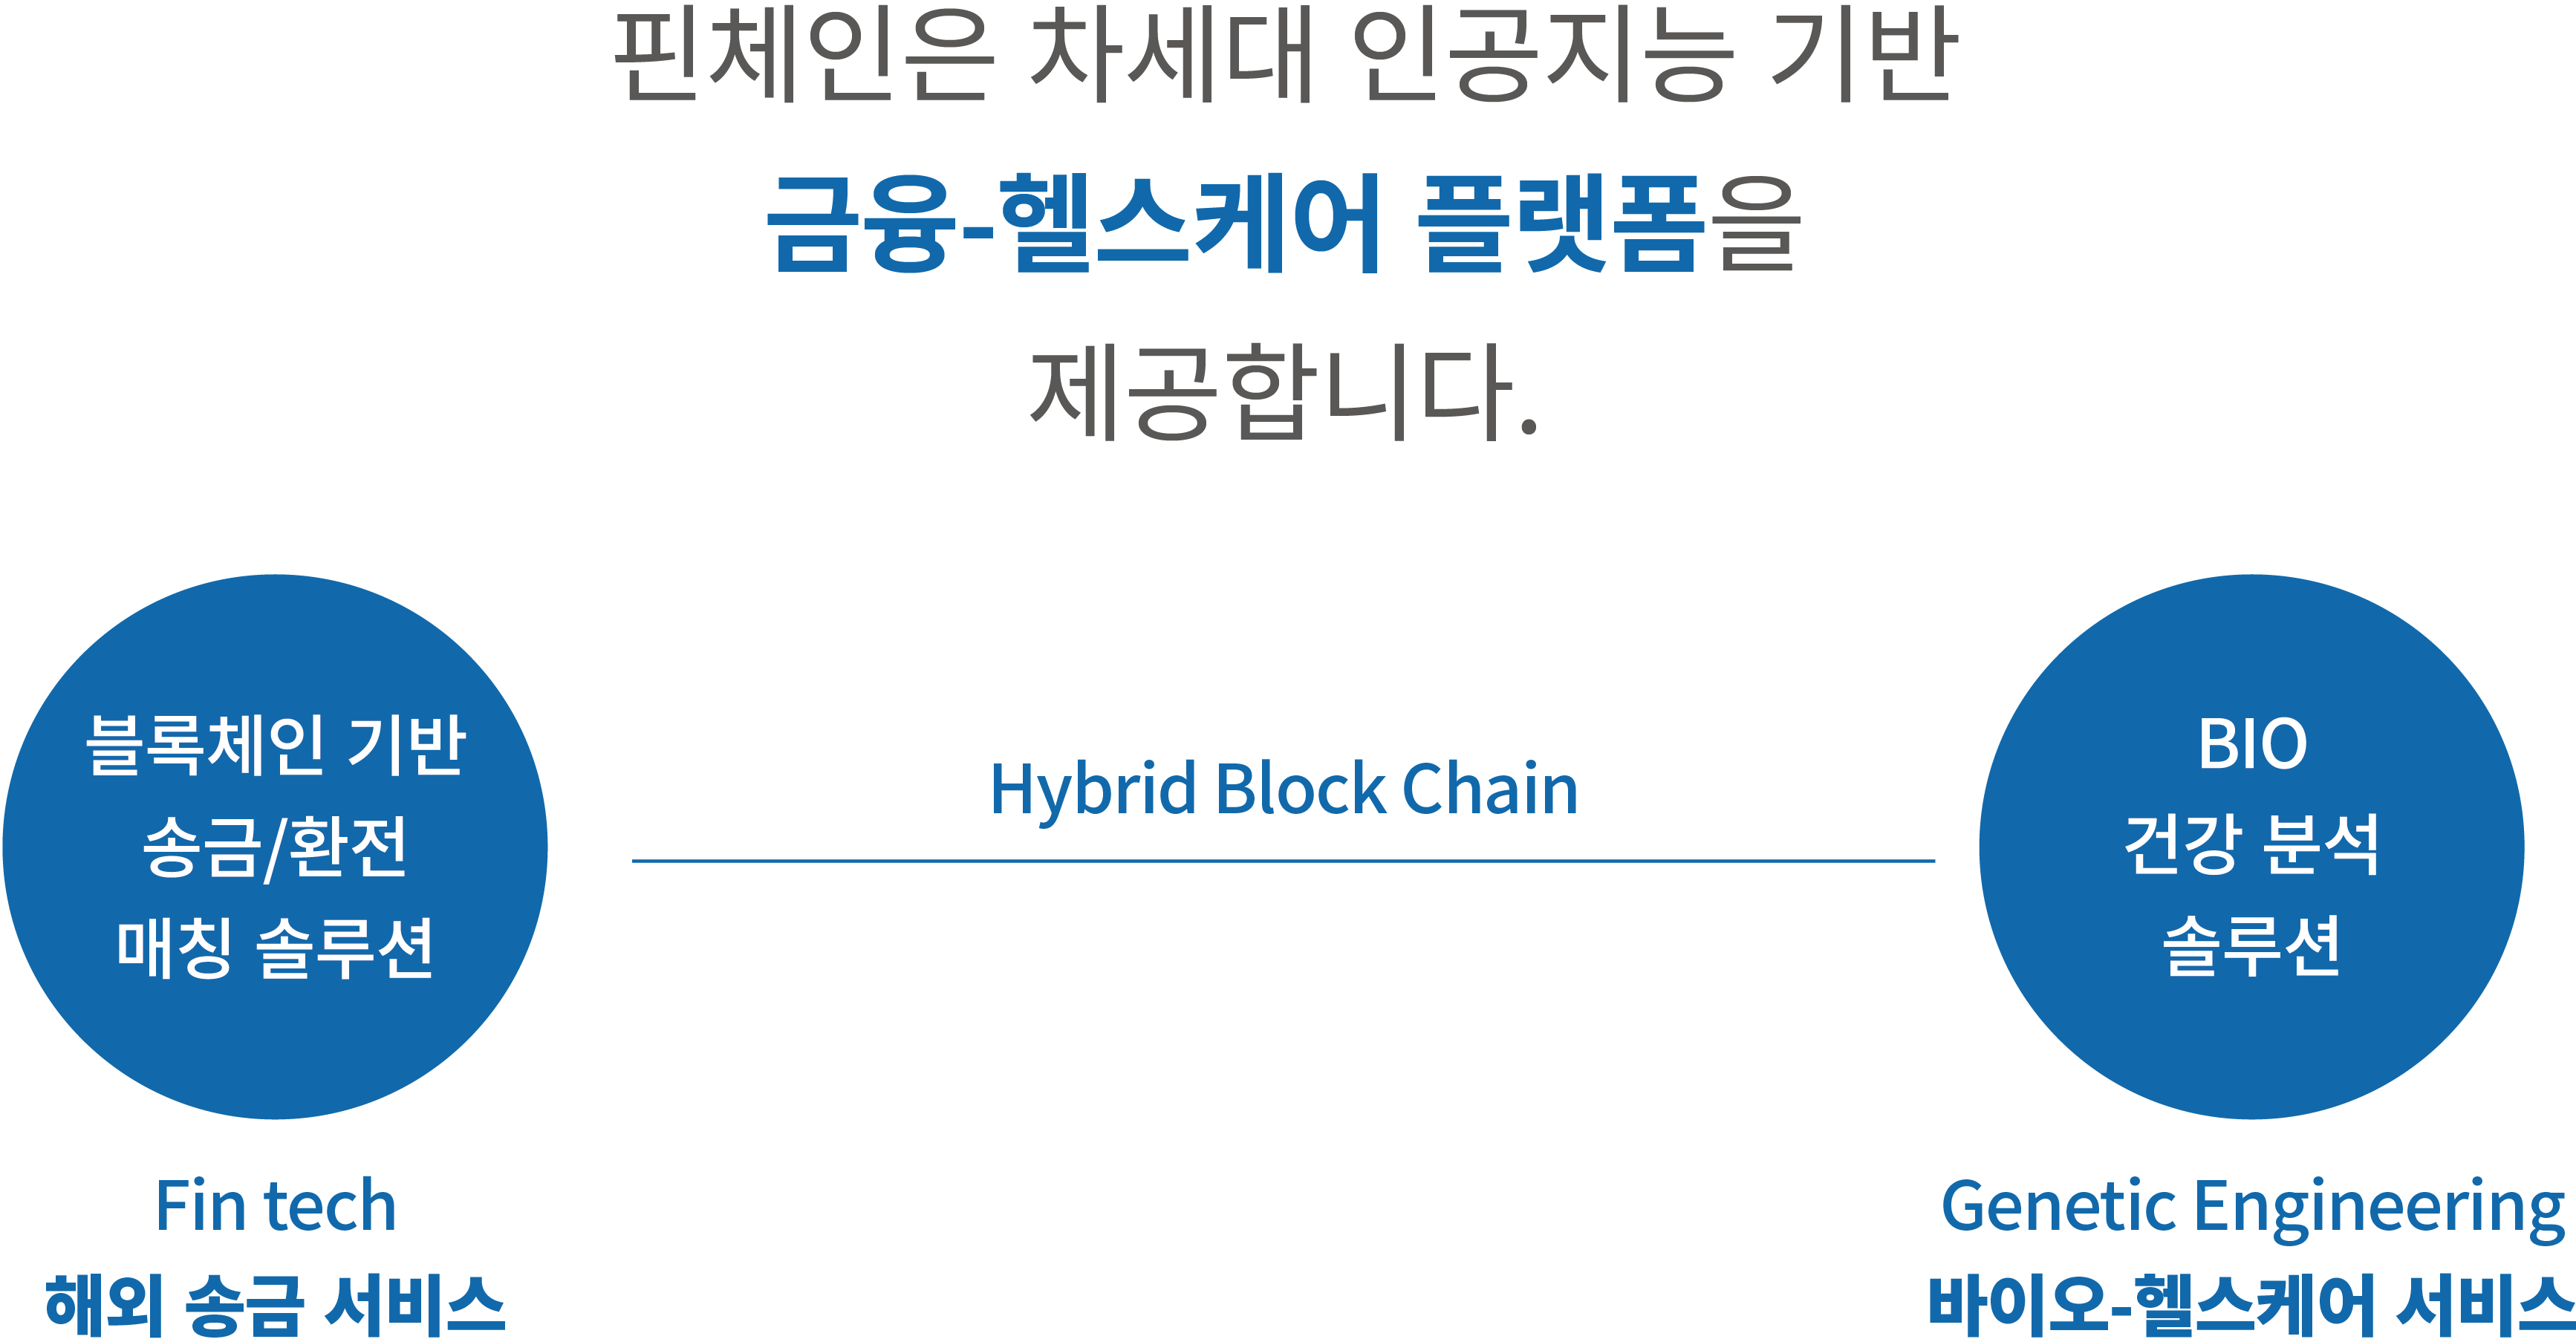 핀체인은 차세대 인공지능 기반
금융-헬스케어 플랫폼을
제공합니다.
블록체인 기반
송금/환전
매칭 솔루션
Fin tech
해외 송금 서비스
Hybrid Block Chain
BIO
건강 분석
솔루션
Genetic Engineering
바이오-헬스케어 서비스